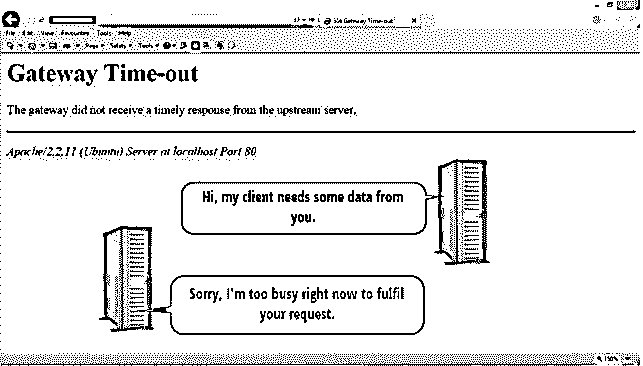 504 Gateway Time-out
File Edit View Favourites Tools Help
Page Safety Tools
Gateway Time-out
The gateway did not receive a timely response from the upstream server.
Apache/2.2.11 (Ubuntu) Server at localhost Port 80
Hi, my client needs some data from
you.
Sorry, I'm too busy right now to fulfil
your request.
150%